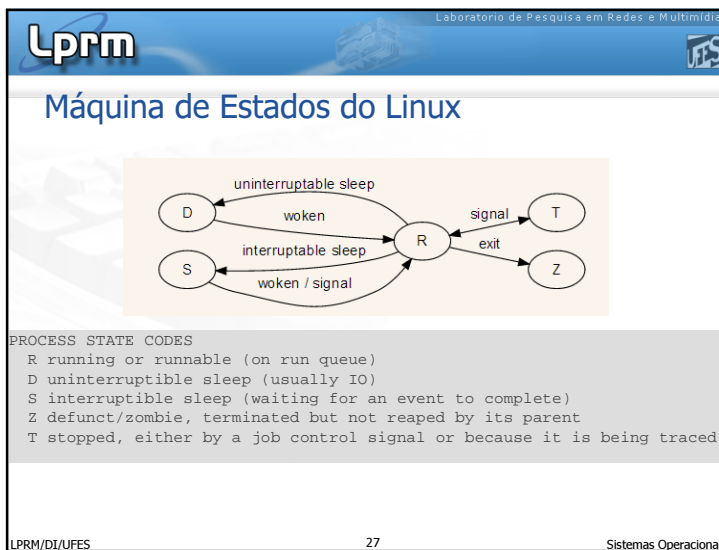 Laboratorio de Pesquisa em Redes e Multimídia
Lprm
UFES
Máquina de Estados do Linux
uninterruptable sleep
D
woken
signal
T
R
interruptable sleep
exit
S
Z
woken / signal
PROCESS STATE CODES
R running or runnable (on run queue)
D uninterruptible sleep (usually IO)
S interruptible sleep (waiting for an event to complete)
Z defunct/zombie, terminated but not reaped by its parent
T stopped, either by a job control signal or because it is being traced
LPRM/DI/UFES
27
Sistemas Operaciona